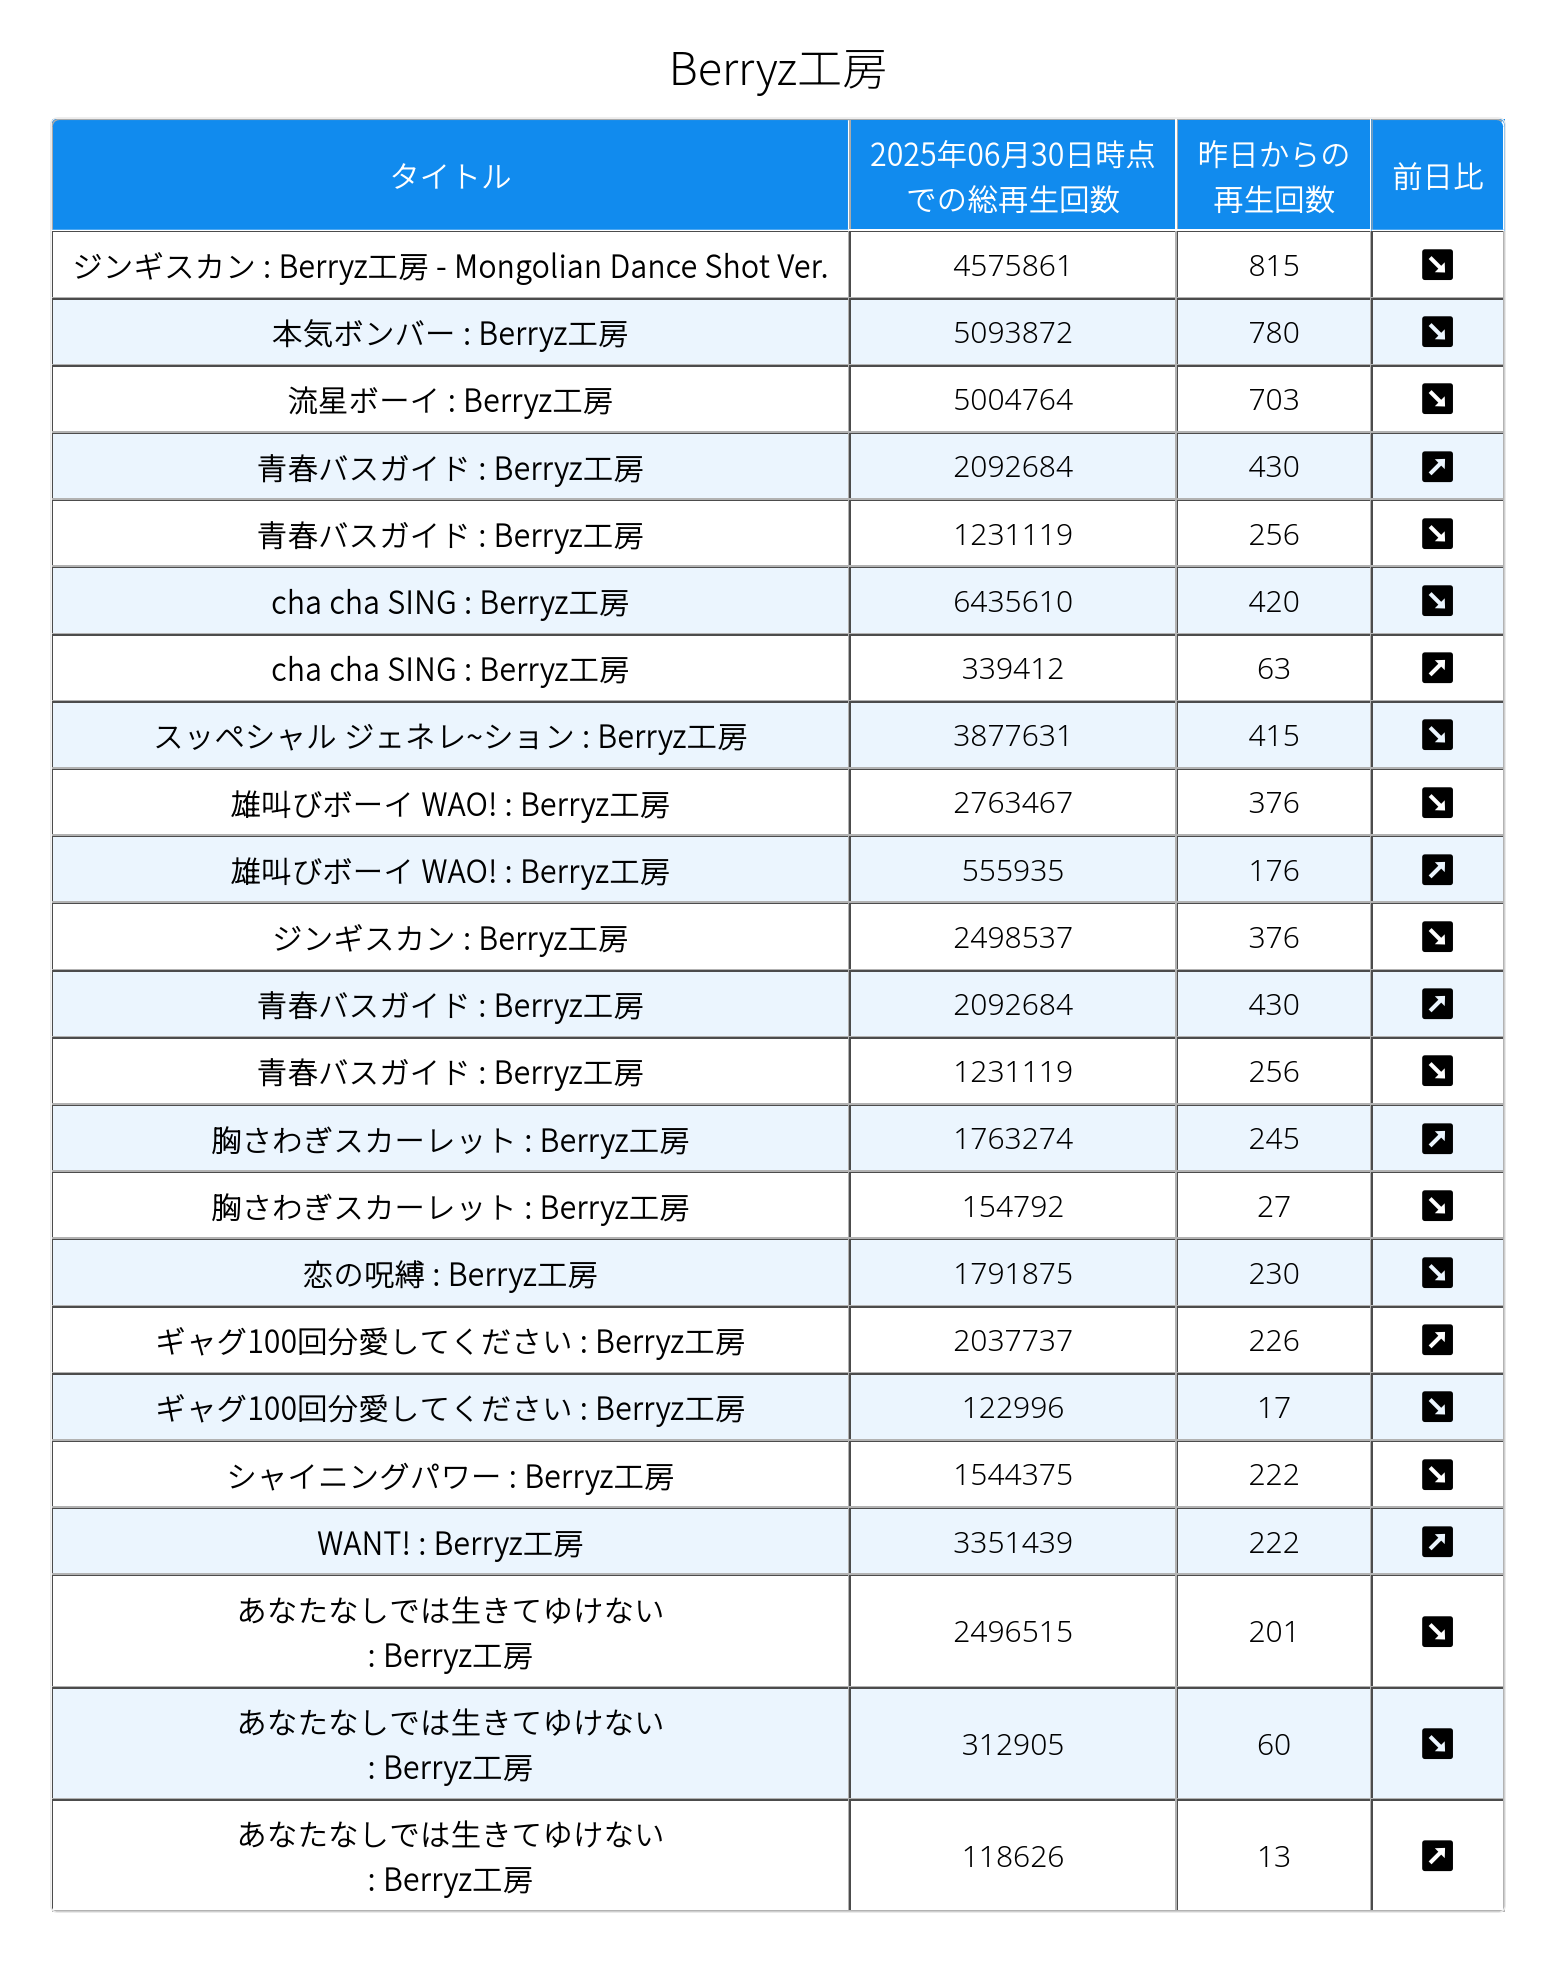 Berryz工房
タイトル 2025年06月30日時点 での総再生回数 昨日からの 再生回数 前日比
ジンギスカン : Berryz工房 - Mongolian Dance Shot Ver. 4575861 815 ↘
本気ボンバー : Berryz工房 5093872 780 ↘
流星ボーイ : Berryz工房 5004764 703 ↘
青春バスガイド : Berryz工房 2092684 430 ↗
青春バスガイド : Berryz工房 1231119 256 ↘
cha cha SING : Berryz工房 6435610 420 ↘
cha cha SING : Berryz工房 339412 63 ↗
スッペシャル ジェネレ~ション : Berryz工房 3877631 415 ↘
雄叫びボーイ WAO! : Berryz工房 2763467 376 ↘
雄叫びボーイ WAO! : Berryz工房 555935 176 ↗
ジンギスカン : Berryz工房 2498537 376 ↘
青春バスガイド : Berryz工房 2092684 430 ↗
青春バスガイド : Berryz工房 1231119 256 ↘
胸さわぎスカーレット : Berryz工房 1763274 245 ↗
胸さわぎスカーレット : Berryz工房 154792 27 ↘
恋の呪縛 : Berryz工房 1791875 230 ↘
ギャグ100回分愛してください : Berryz工房 2037737 226 ↗
ギャグ100回分愛してください : Berryz工房 122996 17 ↘
シャイニングパワー : Berryz工房 1544375 222 ↘
WANT! : Berryz工房 3351439 222 ↗
あなたなしでは生きてゆけない
: Berryz工房 2496515 201 ↘
あなたなしでは生きてゆけない
: Berryz工房 312905 60 ↘
あなたなしでは生きてゆけない
: Berryz工房 118626 13 ↗